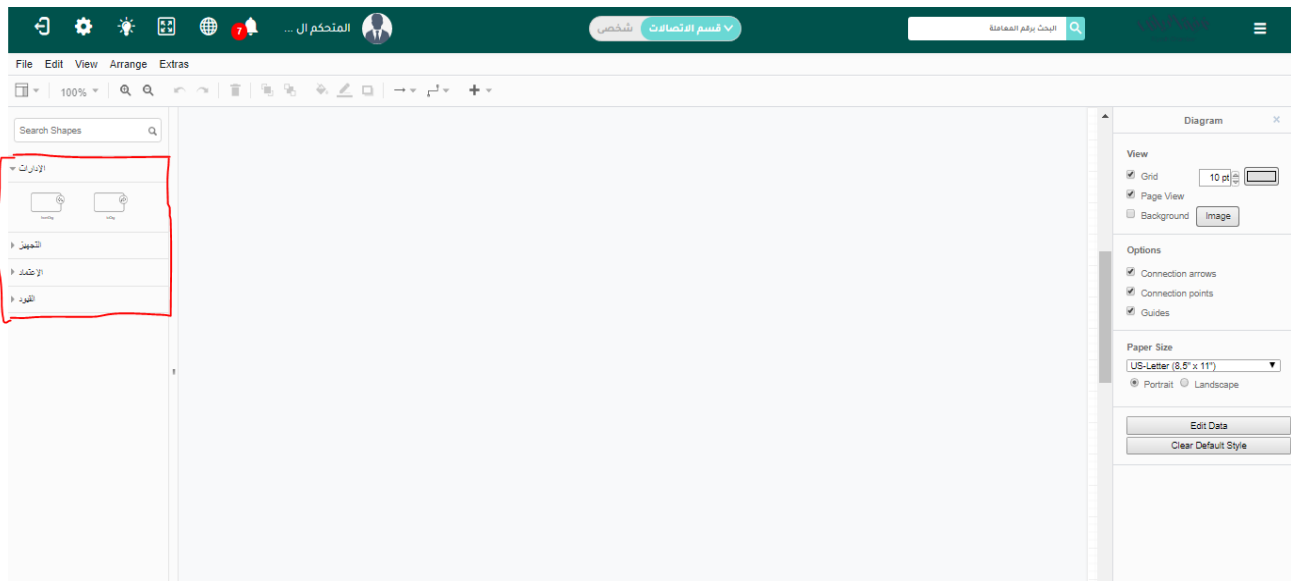 7
المتحكم ال ...
شخصي
قسم الاتصالات
البحث برقم المعاملة
File Edit View Arrange Extras
100%
Search Shapes
الإدارات
التجهيز
الإعتماد
القيود
Diagram
View
Grid 10 pt
Page View
Background Image
Options
Connection arrows
Connection points
Guides
Paper Size
US-Letter (8,5" x 11")
Portrait Landscape
Edit Data
Clear Default Style